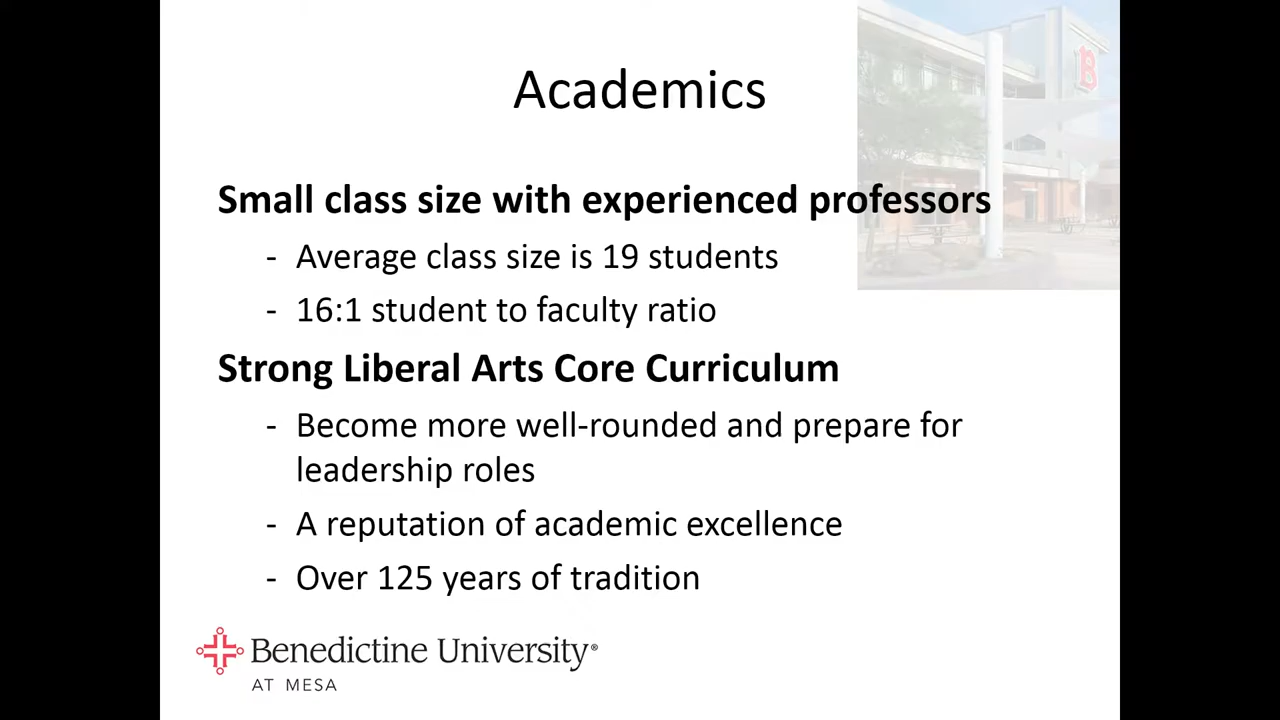 Academics
B
Small class size with experienced professors
- Average class size is 19 students
- 16:1 student to faculty ratio
Strong Liberal Arts Core Curriculum
- Become more well-rounded and prepare for
leadership roles
- A reputation of academic excellence
- Over 125 years of tradition
Benedictine University®
AT MESA